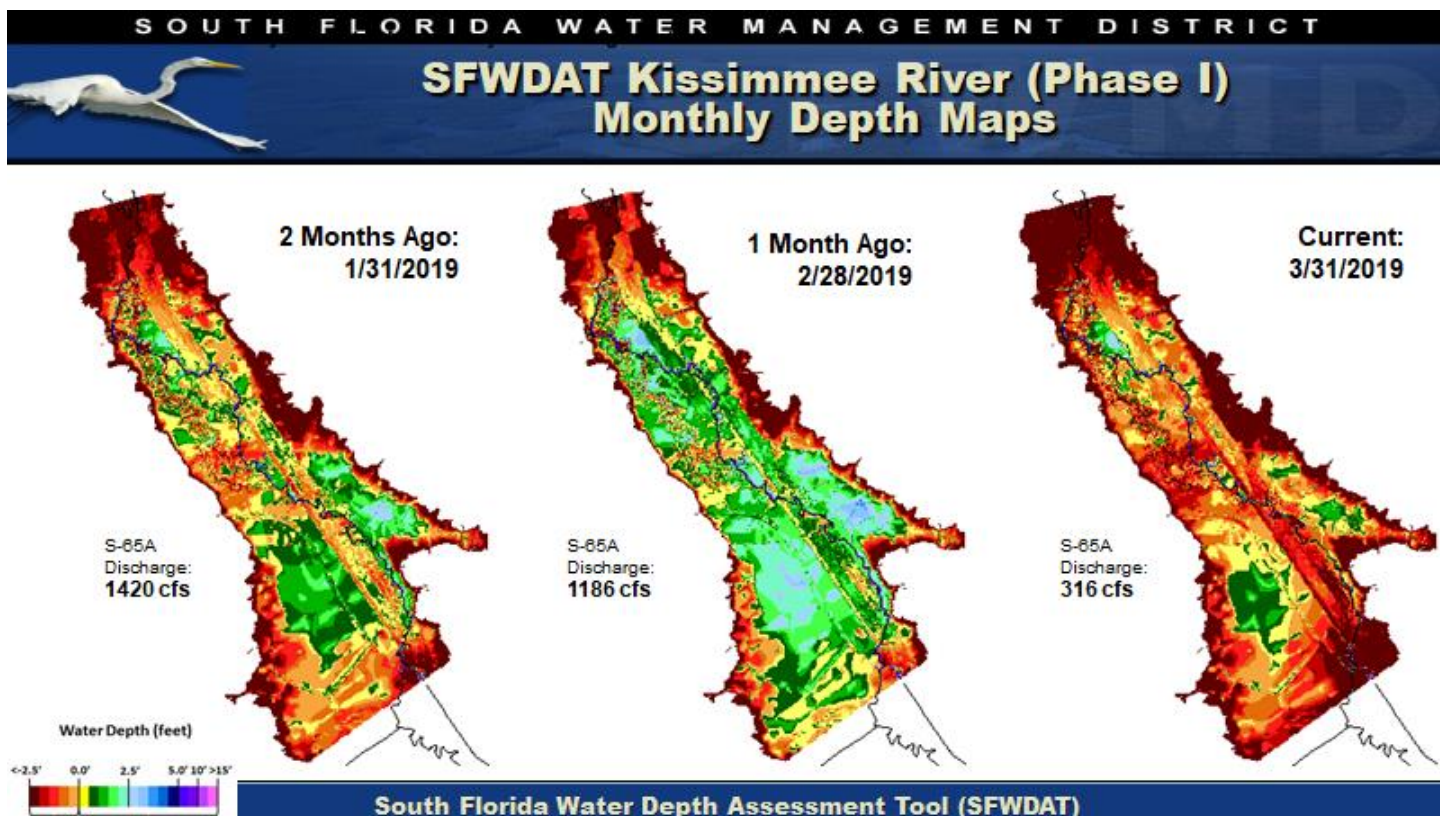 SOUTH FLORIDA WATER MANAGEMENT DISTRICT
SFWDAT Kissimmee River (Phase I)
Monthly Depth Maps
2 Months Ago:
1/31/2019
1 Month Ago:
2/28/2019
Current:
3/31/2019
S-65A
Discharge:
1420 cfs
S-65A
Discharge:
1186 cfs
S-65A
Discharge:
316 cfs
Water Depth (feet)
<-2.5' 0.0' 2.5' 5.0' 10' >15'
South Florida Water Depth Assessment Tool (SFWDAT)